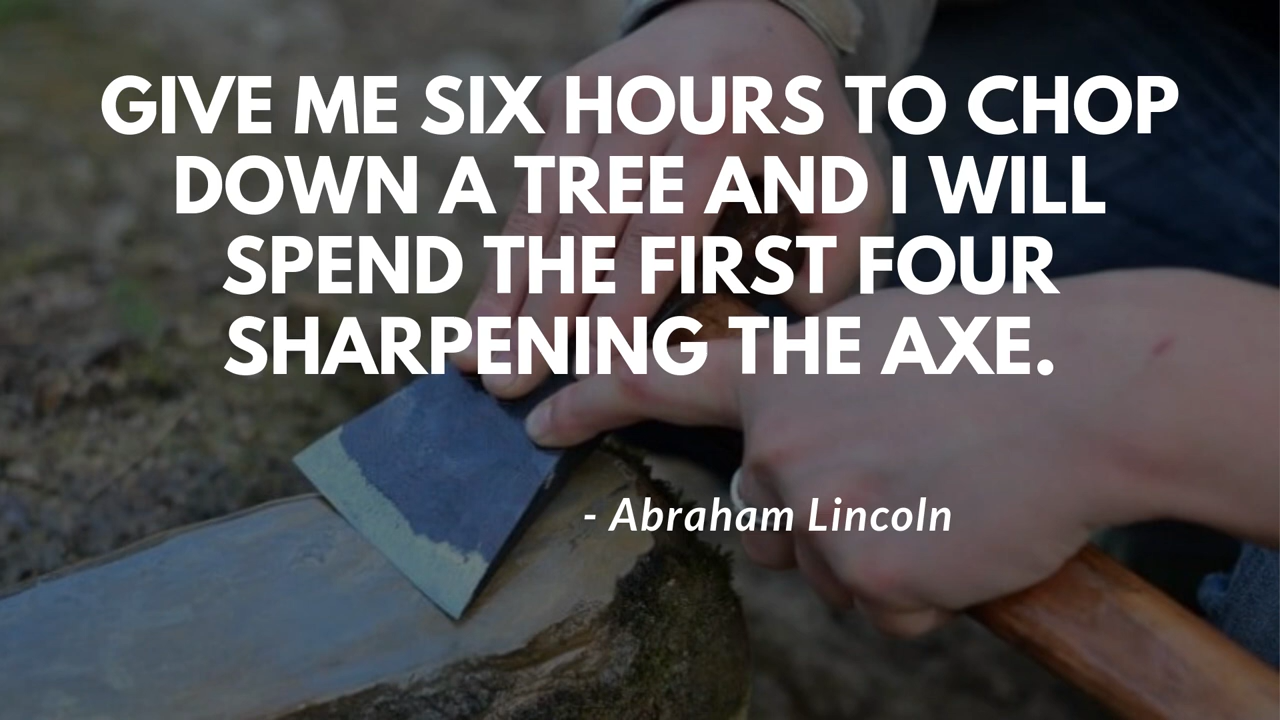 GIVE ME SIX HOURS TO CHOP
DOWN A TREE AND I WILL
SPEND THE FIRST FOUR
SHARPENING THE AXE.
- Abraham Lincoln